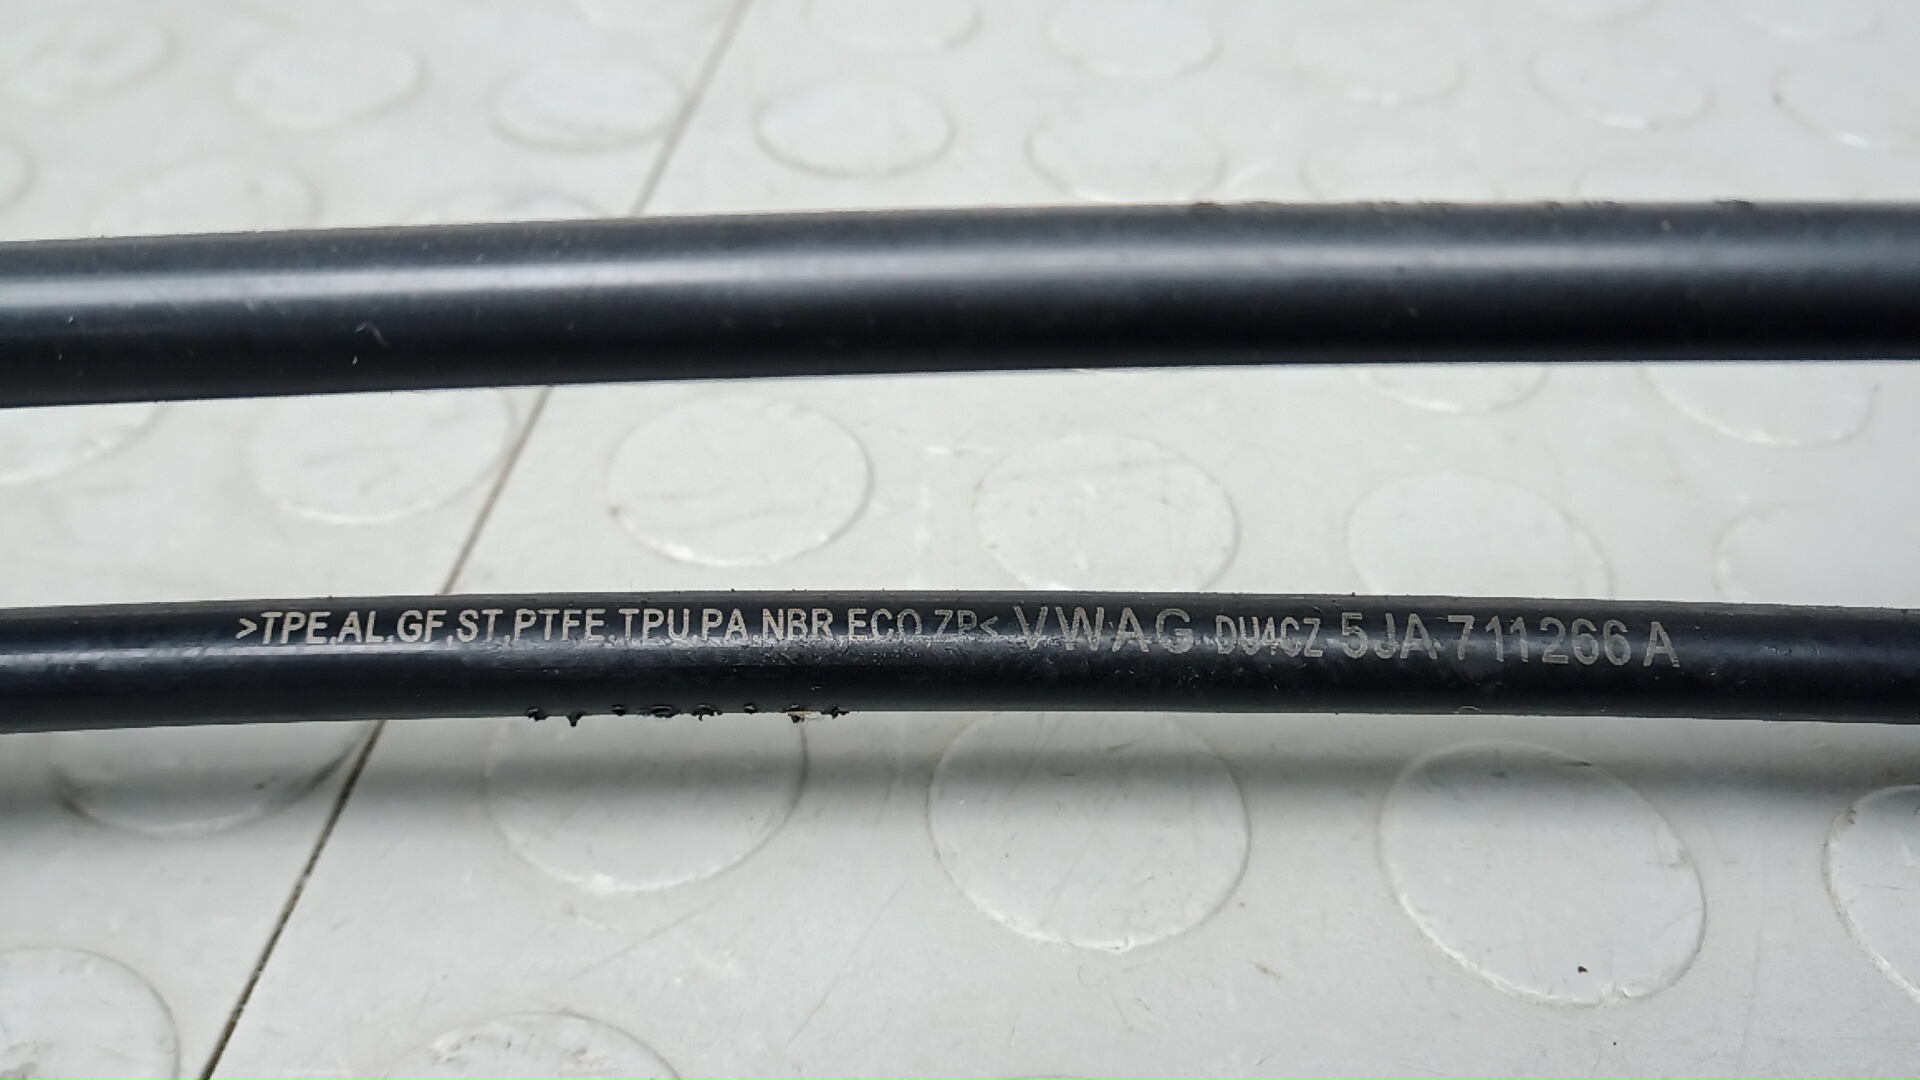 >TPE.AL.GF.ST.PTFE.TPU.PA.NBR.ECO.ZP< VWAG DU4CZ 5JA 711266 A